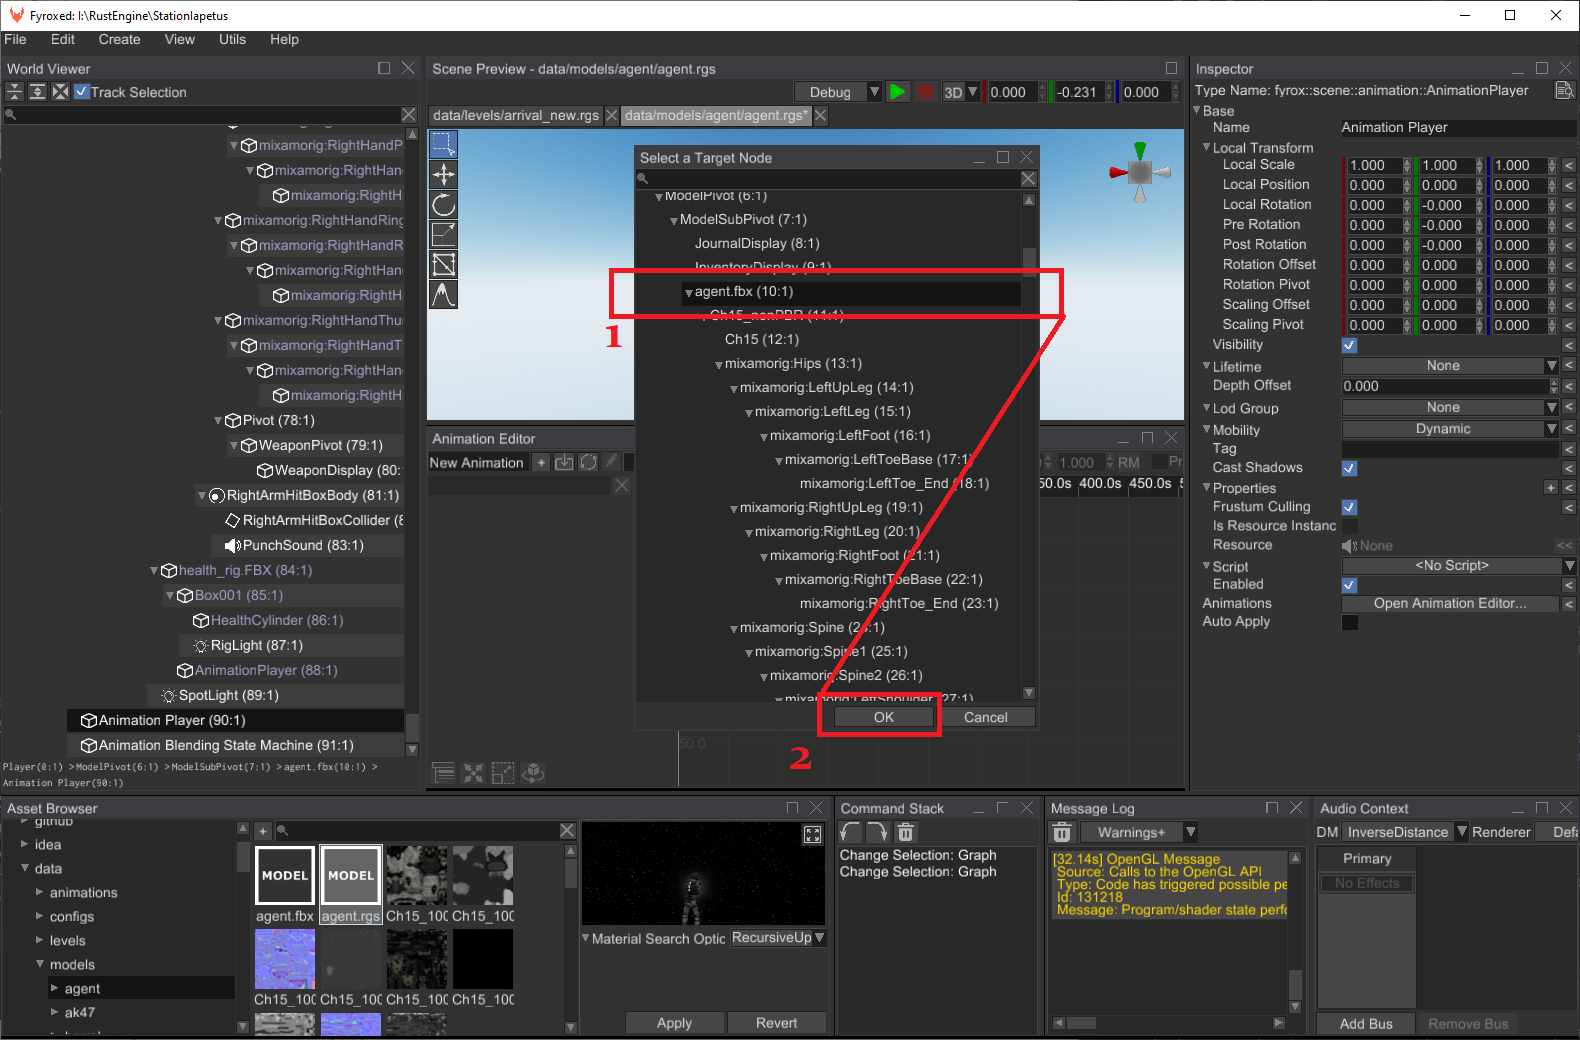 Fyroxed: I:\RustEngine\StationIapetus
File Edit Create View Utils Help
World Viewer
Track Selection
mixamorig:RightHandP
mixamorig:RightHan
mixamorig:RightH
mixamorig:RightHandRing
mixamorig:RightHandR
mixamorig:RightHan
mixamorig:RightH
mixamorig:RightHandThu
mixamorig:RightHandT
mixamorig:RightHan
mixamorig:RightH
Pivot (78:1)
WeaponPivot (79:1)
WeaponDisplay (80:
RightArmHitBoxBody (81:1)
RightArmHitBoxCollider (8
PunchSound (83:1)
health_rig.FBX (84:1)
Box001 (85:1)
HealthCylinder (86:1)
RigLight (87:1)
AnimationPlayer (88:1)
SpotLight (89:1)
Animation Player (90:1)
Animation Blending State Machine (91:1)
Player(0:1) >ModelPivot(6:1) >ModelSubPivot(7:1) >agent.fbx(10:1) >
Animation Player(90:1)
Scene Preview - data/models/agent/agent.rgs
Debug 3D 0.000 -0.231 0.000
data/levels/arrival_new.rgs data/models/agent/agent.rgs*
Select a Target Node
ModelPivot (6:1)
ModelSubPivot (7:1)
JournalDisplay (8:1)
InventoryDisplay (9:1)
agent.fbx (10:1)
Ch15_nonPBR (11:1)
1
Ch15 (12:1)
mixamorig:Hips (13:1)
mixamorig:LeftUpLeg (14:1)
mixamorig:LeftLeg (15:1)
mixamorig:LeftFoot (16:1)
mixamorig:LeftToeBase (17:1)
mixamorig:LeftToe_End (18:1)
mixamorig:RightUpLeg (19:1)
mixamorig:RightLeg (20:1)
mixamorig:RightFoot (21:1)
mixamorig:RightToeBase (22:1)
mixamorig:RightToe_End (23:1)
mixamorig:Spine (24:1)
mixamorig:Spine1 (25:1)
mixamorig:Spine2 (26:1)
mixamorig:LeftShoulder (27:1)
OK Cancel
2
Animation Editor
New Animation + 1.000 RM Pr
50.0s 400.0s 450.0s 5
50.0
Inspector
Type Name: fyrox::scene::animation::AnimationPlayer
Base
Name Animation Player
Local Transform
Local Scale 1.000 1.000 1.000 <
Local Position 0.000 0.000 0.000 <
Local Rotation 0.000 -0.000 0.000 <
Pre Rotation 0.000 -0.000 0.000 <
Post Rotation 0.000 -0.000 0.000 <
Rotation Offset 0.000 0.000 0.000 <
Rotation Pivot 0.000 0.000 0.000 <
Scaling Offset 0.000 0.000 0.000 <
Scaling Pivot 0.000 0.000 0.000 <
Visibility <
Lifetime None <
Depth Offset 0.000 <
Lod Group None <
Mobility Dynamic <
Tag <
Cast Shadows <
Properties + <
Frustum Culling <
Is Resource Instanc
Resource None <<
Script <No Script>
Enabled <
Animations Open Animation Editor... <
Auto Apply
Asset Browser
github
idea
data
animations
configs
levels
models
agent
ak47
+
MODEL MODEL
agent.fbx agent.rgs Ch15_100 Ch15_100
Ch15_100 Ch15_100 Ch15_100 Ch15_100
Material Search Optic RecursiveUp
Apply Revert
Command Stack
Change Selection: Graph
Change Selection: Graph
Message Log
Warnings+
[32.14s] OpenGL Message
Source: Calls to the OpenGL API
Type: Code has triggered possible pe
Id: 131218
Message: Program/shader state perfo
Audio Context
DM InverseDistance Renderer Defa
Primary
No Effects
Add Bus Remove Bus